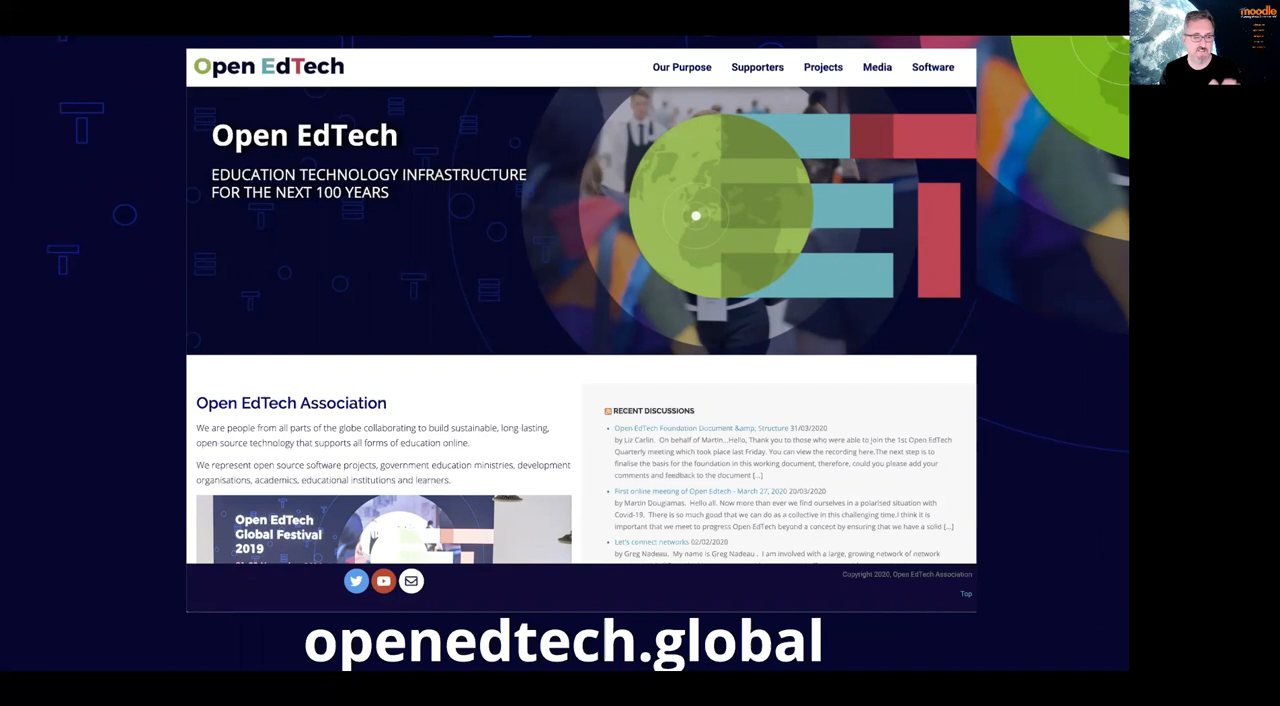 moodle
Open EdTech
Our Purpose
Supporters
Projects
Media
Software
Open EdTech
EDUCATION TECHNOLOGY INFRASTRUCTURE
FOR THE NEXT 100 YEARS
Open EdTech Association
We are people from all parts of the globe collaborating to build sustainable, long-lasting,
open-source technology that supports all forms of education online.
We represent open source software projects, government education ministries, development
organisations, academics, educational institutions and learners.
Open EdTech
Global Festival
2019
RECENT DISCUSSIONS
Open EdTech Foundation Document &amp; Structure 31/03/2020
by Liz Carlin. On behalf of Martin...Hello, Thank you to those who were able to join the 1st Open EdTech
Quarterly meeting which took place last Friday. You can view the recording here.The next step is to
finalise the basis for the foundation in this working document, therefore, could you please add your
comments and feedback to the document [...]
First online meeting of Open Edtech - March 27, 2020 20/03/2020
by Martin Dougiamas. Hello all, Now more than ever we find ourselves in a polarised situation with
Covid-19. There is so much good that we can do as a collective in this challenging time.I think it is
important that we meet to progress Open EdTech beyond a concept by ensuring that we have a solid [...]
Let's connect networks 02/02/2020
by Greg Nadeau. My name is Greg Nadeau . I am involved with a large, growing network of network
Copyright 2020, Open EdTech Association
Top
openedtech.global